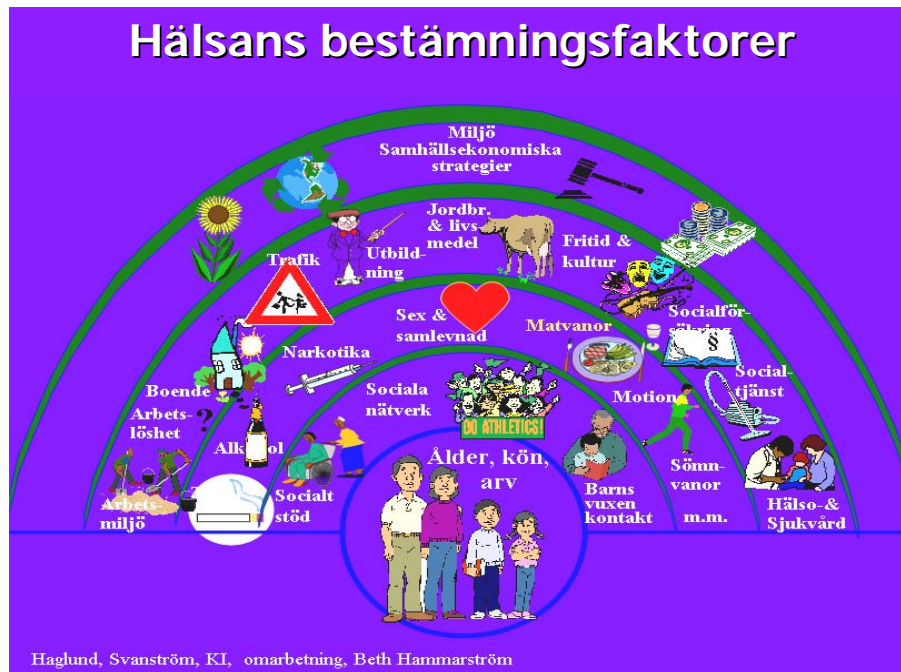 Hälsans bestämningsfaktorer
Miljö
Samhällsekonomiska
strategier
Jordbr.
& livs
medel
Utbild-
ning
Fritid &
kultur
Trafik
Sex &
samlevnad
Matvanor
Socialför-
säkring
§
Narkotika
Boende
Sociala
nätverk
Motion
Social-
tjänst
Arbets-
löshet
?
DO ATHLETICS!
Alkohol
Ålder, kön,
arv
Sömn-
vanor
Arbets-
miljö
Socialt
stöd
Barns
vuxen
kontakt
m.m.
Hälso-&
Sjukvård
Haglund, Svanström, KI, omarbetning, Beth Hammarström